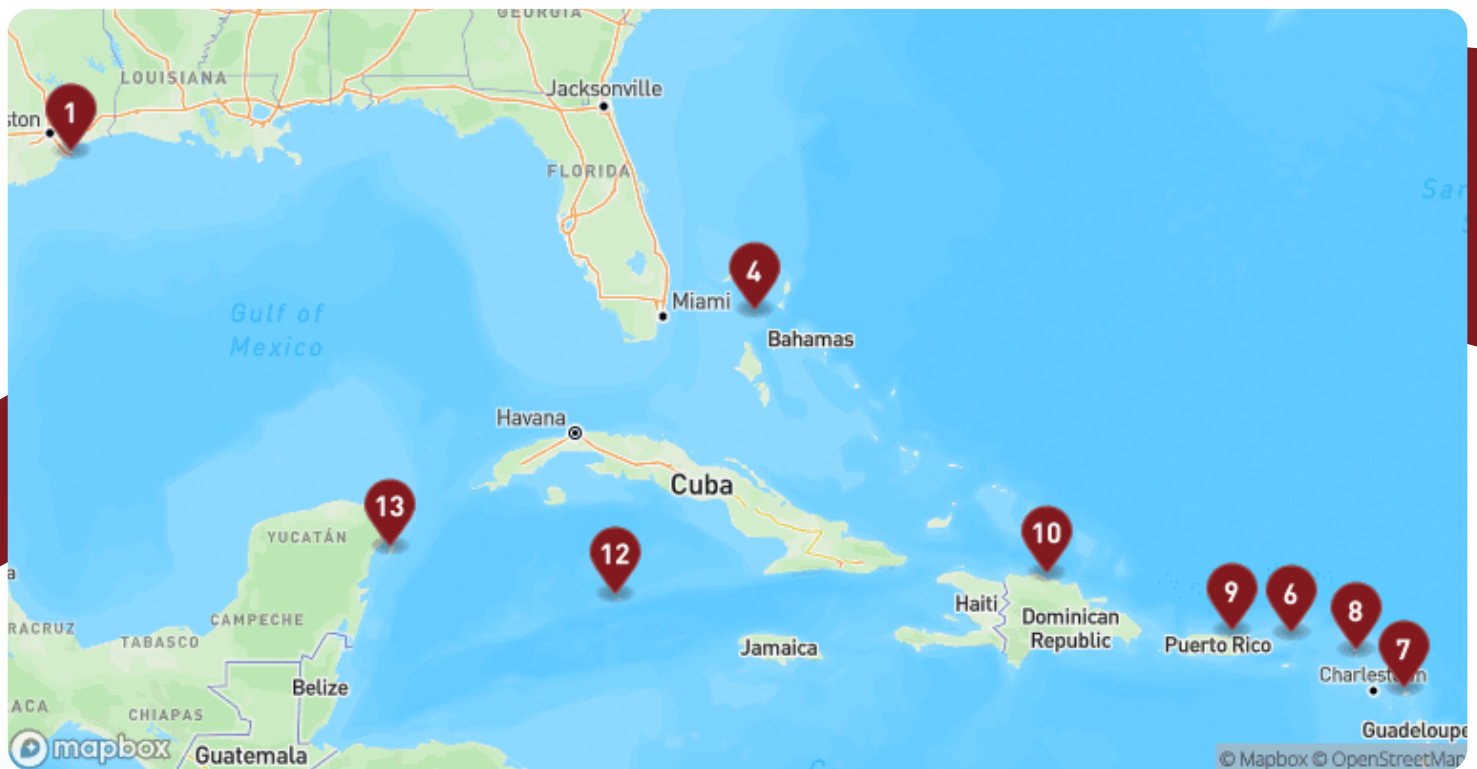 GEORGIA
LOUISIANA
Jacksonville
ston
1
FLORIDA
Sar
4
Miami
Gulf of
Mexico
Bahamas
Havana
Cuba
13
YUCATÁN
12
10
a
9
6
8
7
Haiti
Dominican
Republic
CAMPECHE
RACRUZ
TABASCO
Jamaica
Puerto Rico
Charlestown
Belize
ACA
CHIAPAS
Guadeloupe
mapbox
Guatemala
© Mapbox © OpenStreetMap